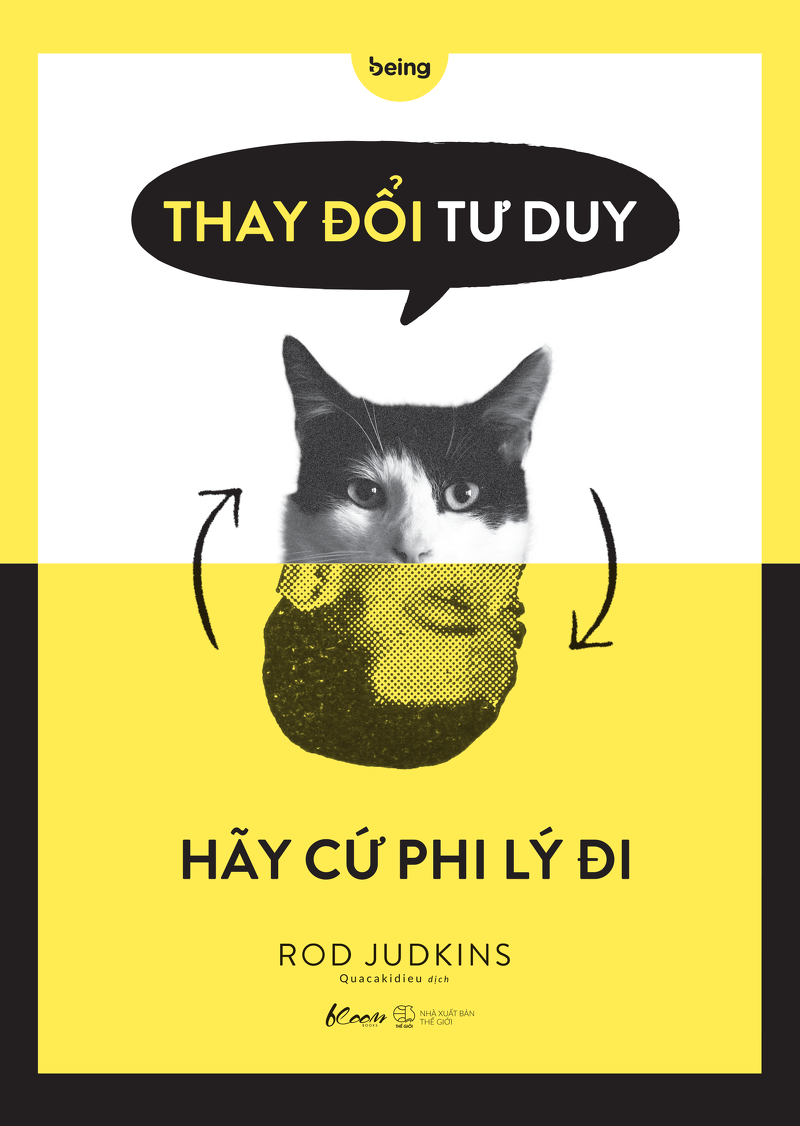 being
THAY ĐỔI TƯ DUY
HÃY CỨ PHI LÝ ĐI
ROD JUDKINS
Quacakidieu dịch
bloom
BOOKS
THẾ GIỚI
NHÀ XUẤT BẢN
THẾ GIỚI